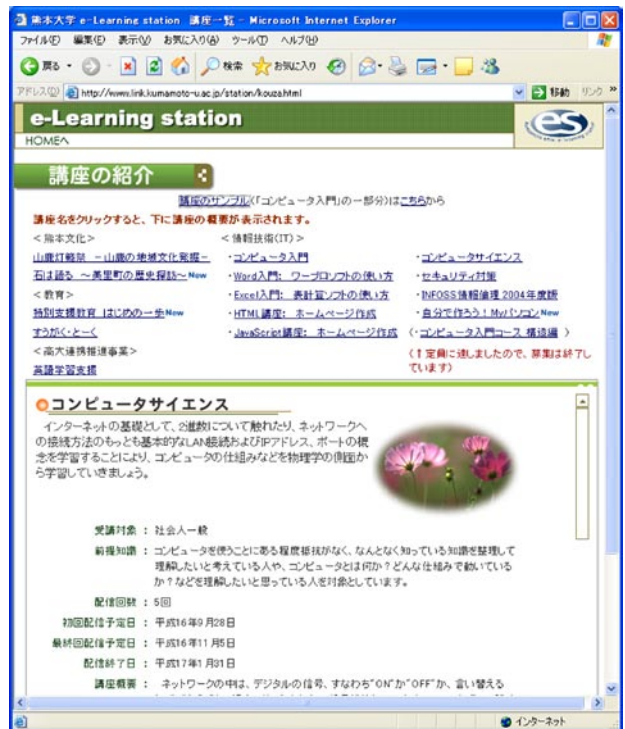 熊本大学 e-Learning station 講座一覧 - Microsoft Internet Explorer
ファイル(F) 編集(E) 表示(V) お気に入り(A) ツール(T) ヘルプ(H)
戻る 検索 お気に入り
アドレス(D) http://www.link.kumamoto-u.ac.jp/station/kouza.html 移動 リンク »
e-Learning station
es
HOMEへ
講座の紹介
講座のサンプル(「コンピュータ入門」の一部分)はこちらから
講座名をクリックすると、下に講座の概要が表示されます。
<熊本文化> <情報技術(IT)>
山鹿灯籠祭 -山鹿の地域文化発掘- ・コンピュータ入門 ・コンピュータサイエンス
石は語る ~美里町の歴史探訪~New ・Word入門: ワープロソフトの使い方 ・セキュリティ対策
<教育> ・Excel入門: 表計算ソフトの使い方 ・INFOSS情報倫理 2004年度版
特別支援教育 はじめの一歩New ・HTML講座: ホームページ作成 ・自分で作ろう! MyパソコンNew
すうがく・と~く ・JavaScript講座: ホームページ作成 (・コンピュータ入門コース 構造編 )
<高大連携推進事業> (↑定員に達しましたので、募集は終了しています)
英語学習支援
コンピュータサイエンス
インターネットの基礎として、2進数について触れたり、ネットワークへ
の接続方法のもっとも基本的なLAN接続およびIPアドレス、ポートの概
念を学習することにより、コンピュータの仕組みなどを物理学の側面か
ら学習していきましょう。
受講対象 : 社会人一般
前提知識 : コンピュータを使うことにある程度抵抗がなく、なんとなく知っている知識を整理して
理解したいと考えている人や、コンピュータとは何か?どんな仕組みで動いている
か?などを理解したいと思っている人を対象としています。
配信回数 : 5回
初回配信予定日 : 平成16年9月28日
最終回配信予定日 : 平成16年11月5日
配信終了日 : 平成17年1月31日
講座概要 : ネットワークの中は、デジタルの信号、すなわち"ON"か"OFF"か、言い替える
インターネット